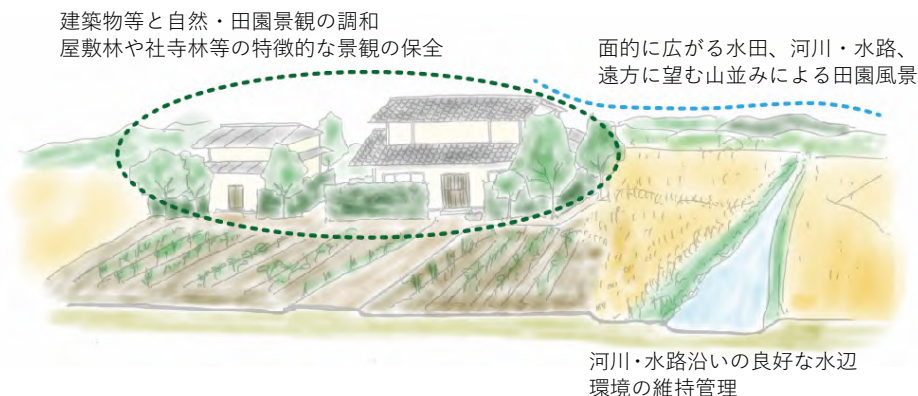 建築物等と自然・田園景観の調和
屋敷林や社寺林等の特徴的な景観の保全
面的に広がる水田、河川・水路、
遠方に望む山並みによる田園風景
河川・水路沿いの良好な水辺
環境の維持管理